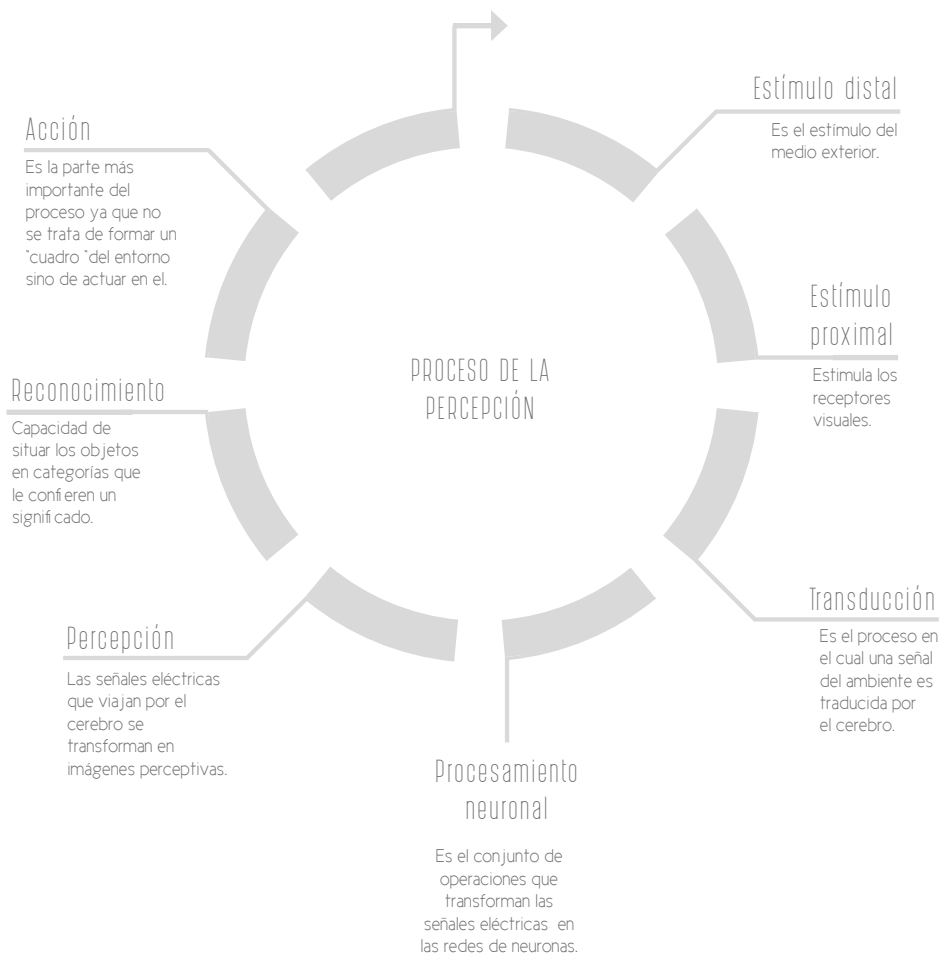 PROCESO DE LA
PERCEPCIÓN
Estímulo distal
Es el estímulo del
medio exterior.
Estímulo
proximal
Estimula los
receptores
visuales.
Transducción
Es el proceso en
el cual una señal
del ambiente es
traducida por
el cerebro.
Procesamiento
neuronal
Es el conjunto de
operaciones que
transforman las
señales eléctricas en
las redes de neuronas.
Percepción
Las señales eléctricas
que viajan por el
cerebro se
transforman en
imágenes perceptivas.
Reconocimiento
Capacidad de
situar los objetos
en categorías que
le confieren un
significado.
Acción
Es la parte más
importante del
proceso ya que no
se trata de formar un
"cuadro "del entorno
sino de actuar en el.